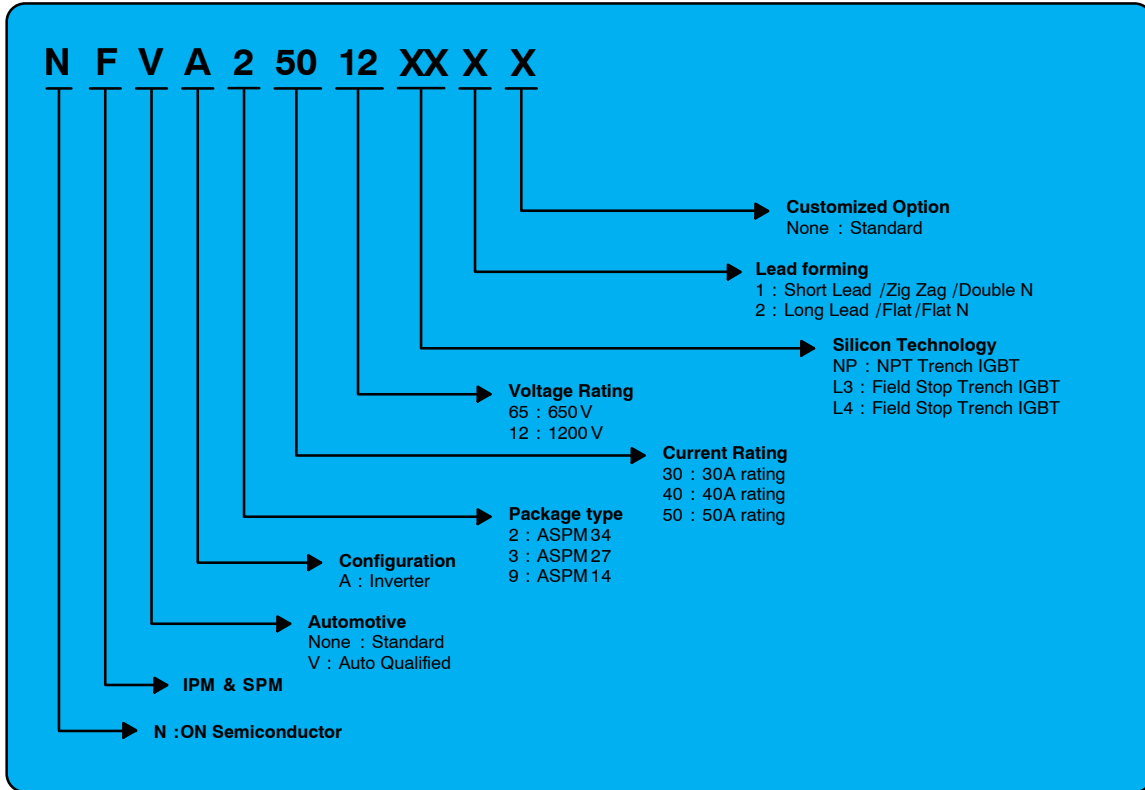 N F V A 2 50 12 XX X X
Customized Option
None : Standard
Lead forming
1 : Short Lead /Zig Zag /Double N
2 : Long Lead /Flat/Flat N
Silicon Technology
NP : NPT Trench IGBT
L3 : Field Stop Trench IGBT
L4 : Field Stop Trench IGBT
Voltage Rating
65 : 650 V
12 : 1200 V
Current Rating
30 : 30A rating
40 : 40A rating
50 : 50A rating
Package type
2 : ASPM34
3 : ASPM27
9 : ASPM14
Configuration
A : Inverter
Automotive
None : Standard
V : Auto Qualified
IPM & SPM
N :ON Semiconductor